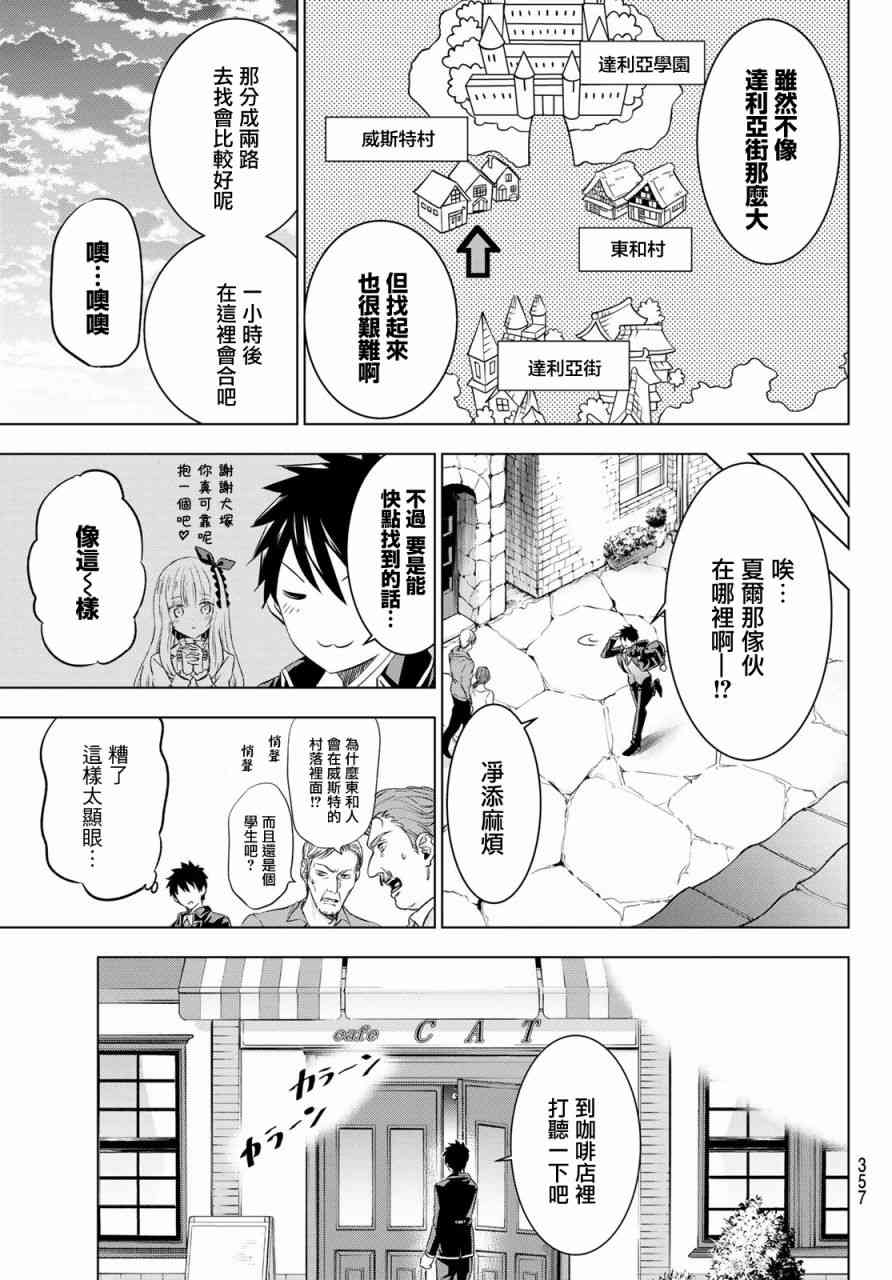 雖然不像
達利亞街那麼大
達利亞學園
威斯特村
東和村
達利亞街
但找起來
也很艱難啊
那分成兩路
去找會比較好呢
一小時後
在這裡會合吧
噢…噢噢
唉…
夏爾那傢伙
在哪裡啊—!?
凈添麻煩
不過 要是能
快點找到的話…
謝謝犬塚
你真可靠呢
抱一個吧♡
像這～樣
為什麼東和人
會在威斯特的
村落裡面!?
悄聲
悄聲
而且還是個
學生吧?
糟了
這樣太顯眼…
cafe CAT
カラーン
カラーン
到咖啡店裡
打聽一下吧
357